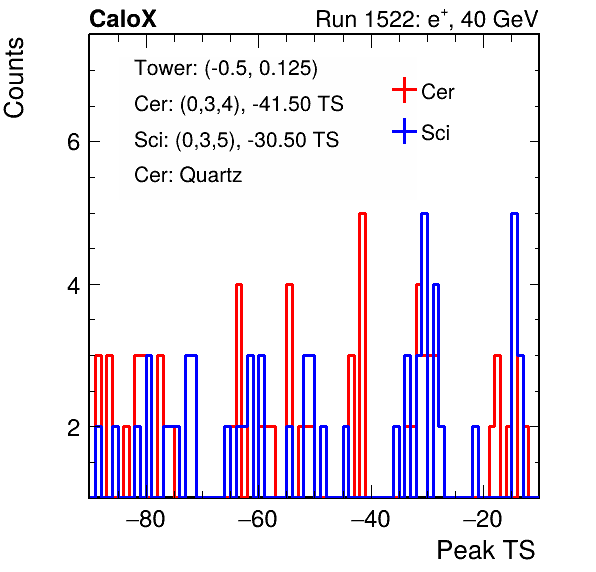 CaloX Run 1522: e+, 40 GeV
Counts
Tower: (-0.5, 0.125)
Cer: (0,3,4), -41.50 TS
Sci: (0,3,5), -30.50 TS
Cer: Quartz
Cer
Sci
6
4
2
−80 −60 −40 −20
Peak TS